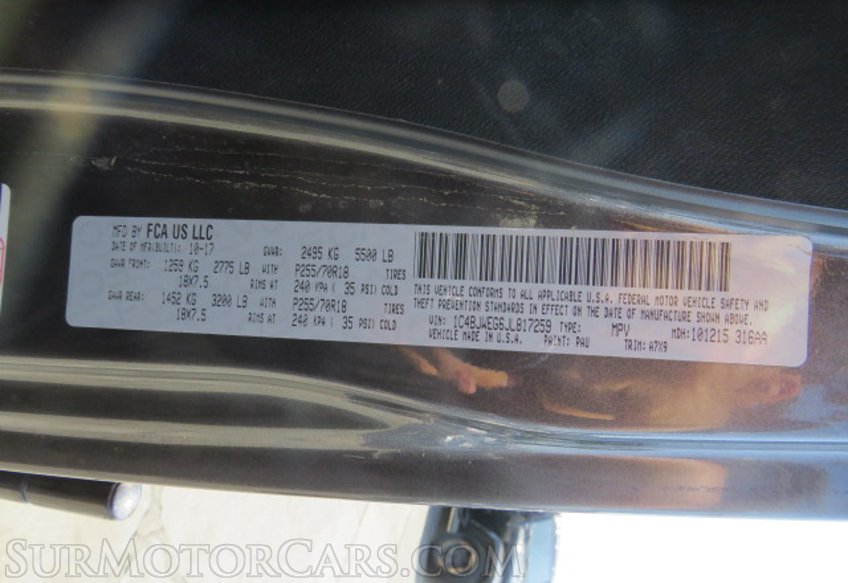 MFD BY FCA US LLC
DATE OF MFR(BUILT): 10-17 GVWR: 2495 KG 5500 LB
GAWR FRONT: 1259 KG 2775 LB WITH P255/70R18 TIRES
18X7.5 RIMS AT 240 KPA ( 35 PSI) COLD
GAWR REAR: 1452 KG 3200 LB WITH P255/70R18 TIRES
18X7.5 RIMS AT 240 KPA ( 35 PSI) COLD
THIS VEHICLE CONFORMS TO ALL APPLICABLE U.S.A. FEDERAL MOTOR VEHICLE SAFETY AND
THEFT PREVENTION STANDARDS IN EFFECT ON THE DATE OF MANUFACTURE SHOWN ABOVE.
VIN: 1C4BJWEG6JL817259 TYPE: MPV MDH: 101215 316AA
VEHICLE MADE IN U.S.A. PAINT: PAU TRIM: A7X9
SURMOTORCARS.COM